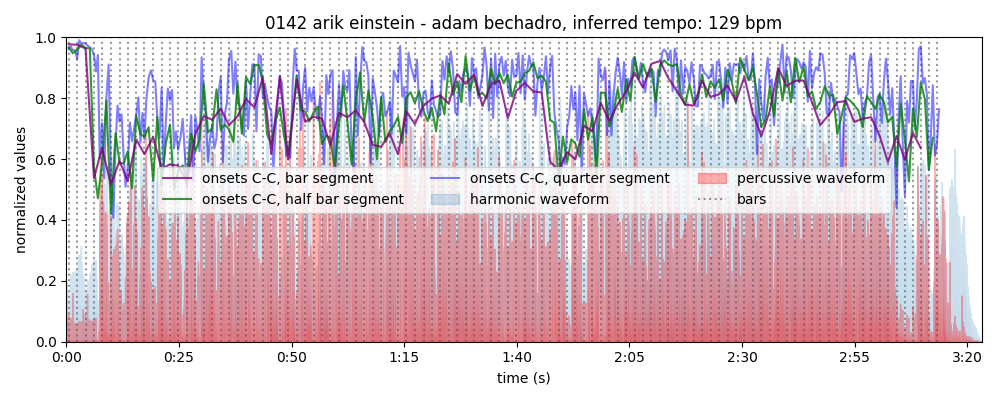 0142 arik einstein - adam bechadro, inferred tempo: 129 bpm
1.0
0.8
0.6
0.4
0.2
0.0
normalized values
onsets C-C, bar segment
onsets C-C, half bar segment
onsets C-C, quarter segment
harmonic waveform
percussive waveform
bars
0:00 0:25 0:50 1:15 1:40 2:05 2:30 2:55 3:20
time (s)